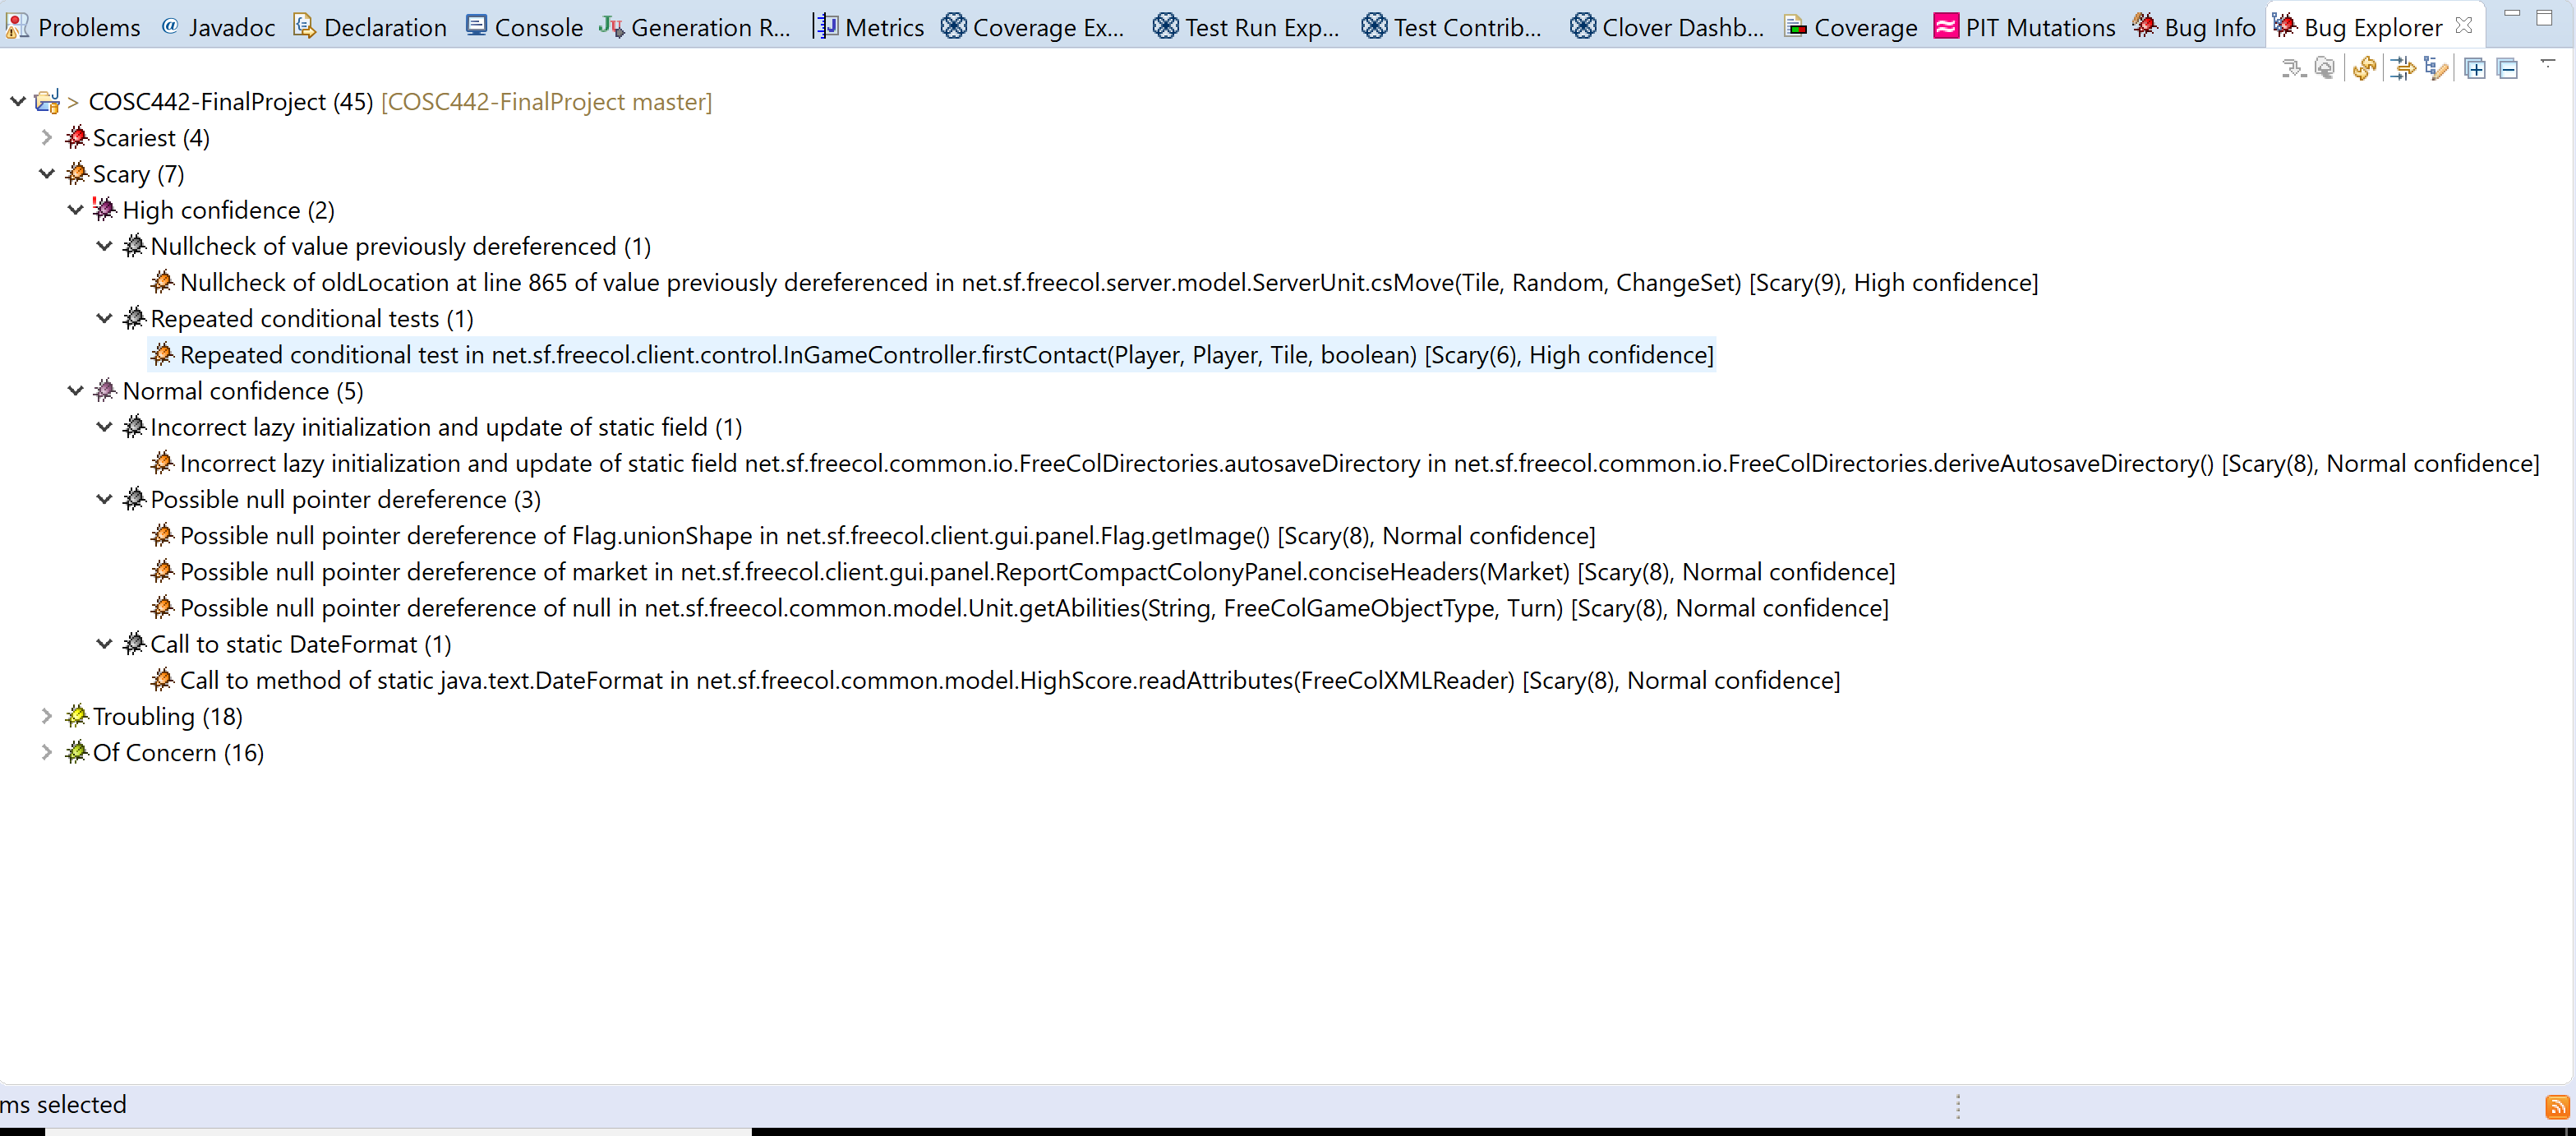 Problems @ Javadoc Declaration Console Generation R... Metrics Coverage Ex... Test Run Exp... Test Contrib... Clover Dashb... Coverage PIT Mutations Bug Info Bug Explorer
> COSC442-FinalProject (45) [COSC442-FinalProject master]
Scariest (4)
Scary (7)
High confidence (2)
Nullcheck of value previously dereferenced (1)
Nullcheck of oldLocation at line 865 of value previously dereferenced in net.sf.freecol.server.model.ServerUnit.csMove(Tile, Random, ChangeSet) [Scary(9), High confidence]
Repeated conditional tests (1)
Repeated conditional test in net.sf.freecol.client.control.InGameController.firstContact(Player, Player, Tile, boolean) [Scary(6), High confidence]
Normal confidence (5)
Incorrect lazy initialization and update of static field (1)
Incorrect lazy initialization and update of static field net.sf.freecol.common.io.FreeColDirectories.autosaveDirectory in net.sf.freecol.common.io.FreeColDirectories.deriveAutosaveDirectory() [Scary(8), Normal confidence]
Possible null pointer dereference (3)
Possible null pointer dereference of Flag.unionShape in net.sf.freecol.client.gui.panel.Flag.getImage() [Scary(8), Normal confidence]
Possible null pointer dereference of market in net.sf.freecol.client.gui.panel.ReportCompactColonyPanel.conciseHeaders(Market) [Scary(8), Normal confidence]
Possible null pointer dereference of null in net.sf.freecol.common.model.Unit.getAbilities(String, FreeColGameObjectType, Turn) [Scary(8), Normal confidence]
Call to static DateFormat (1)
Call to method of static java.text.DateFormat in net.sf.freecol.common.model.HighScore.readAttributes(FreeColXMLReader) [Scary(8), Normal confidence]
Troubling (18)
Of Concern (16)
ms selected